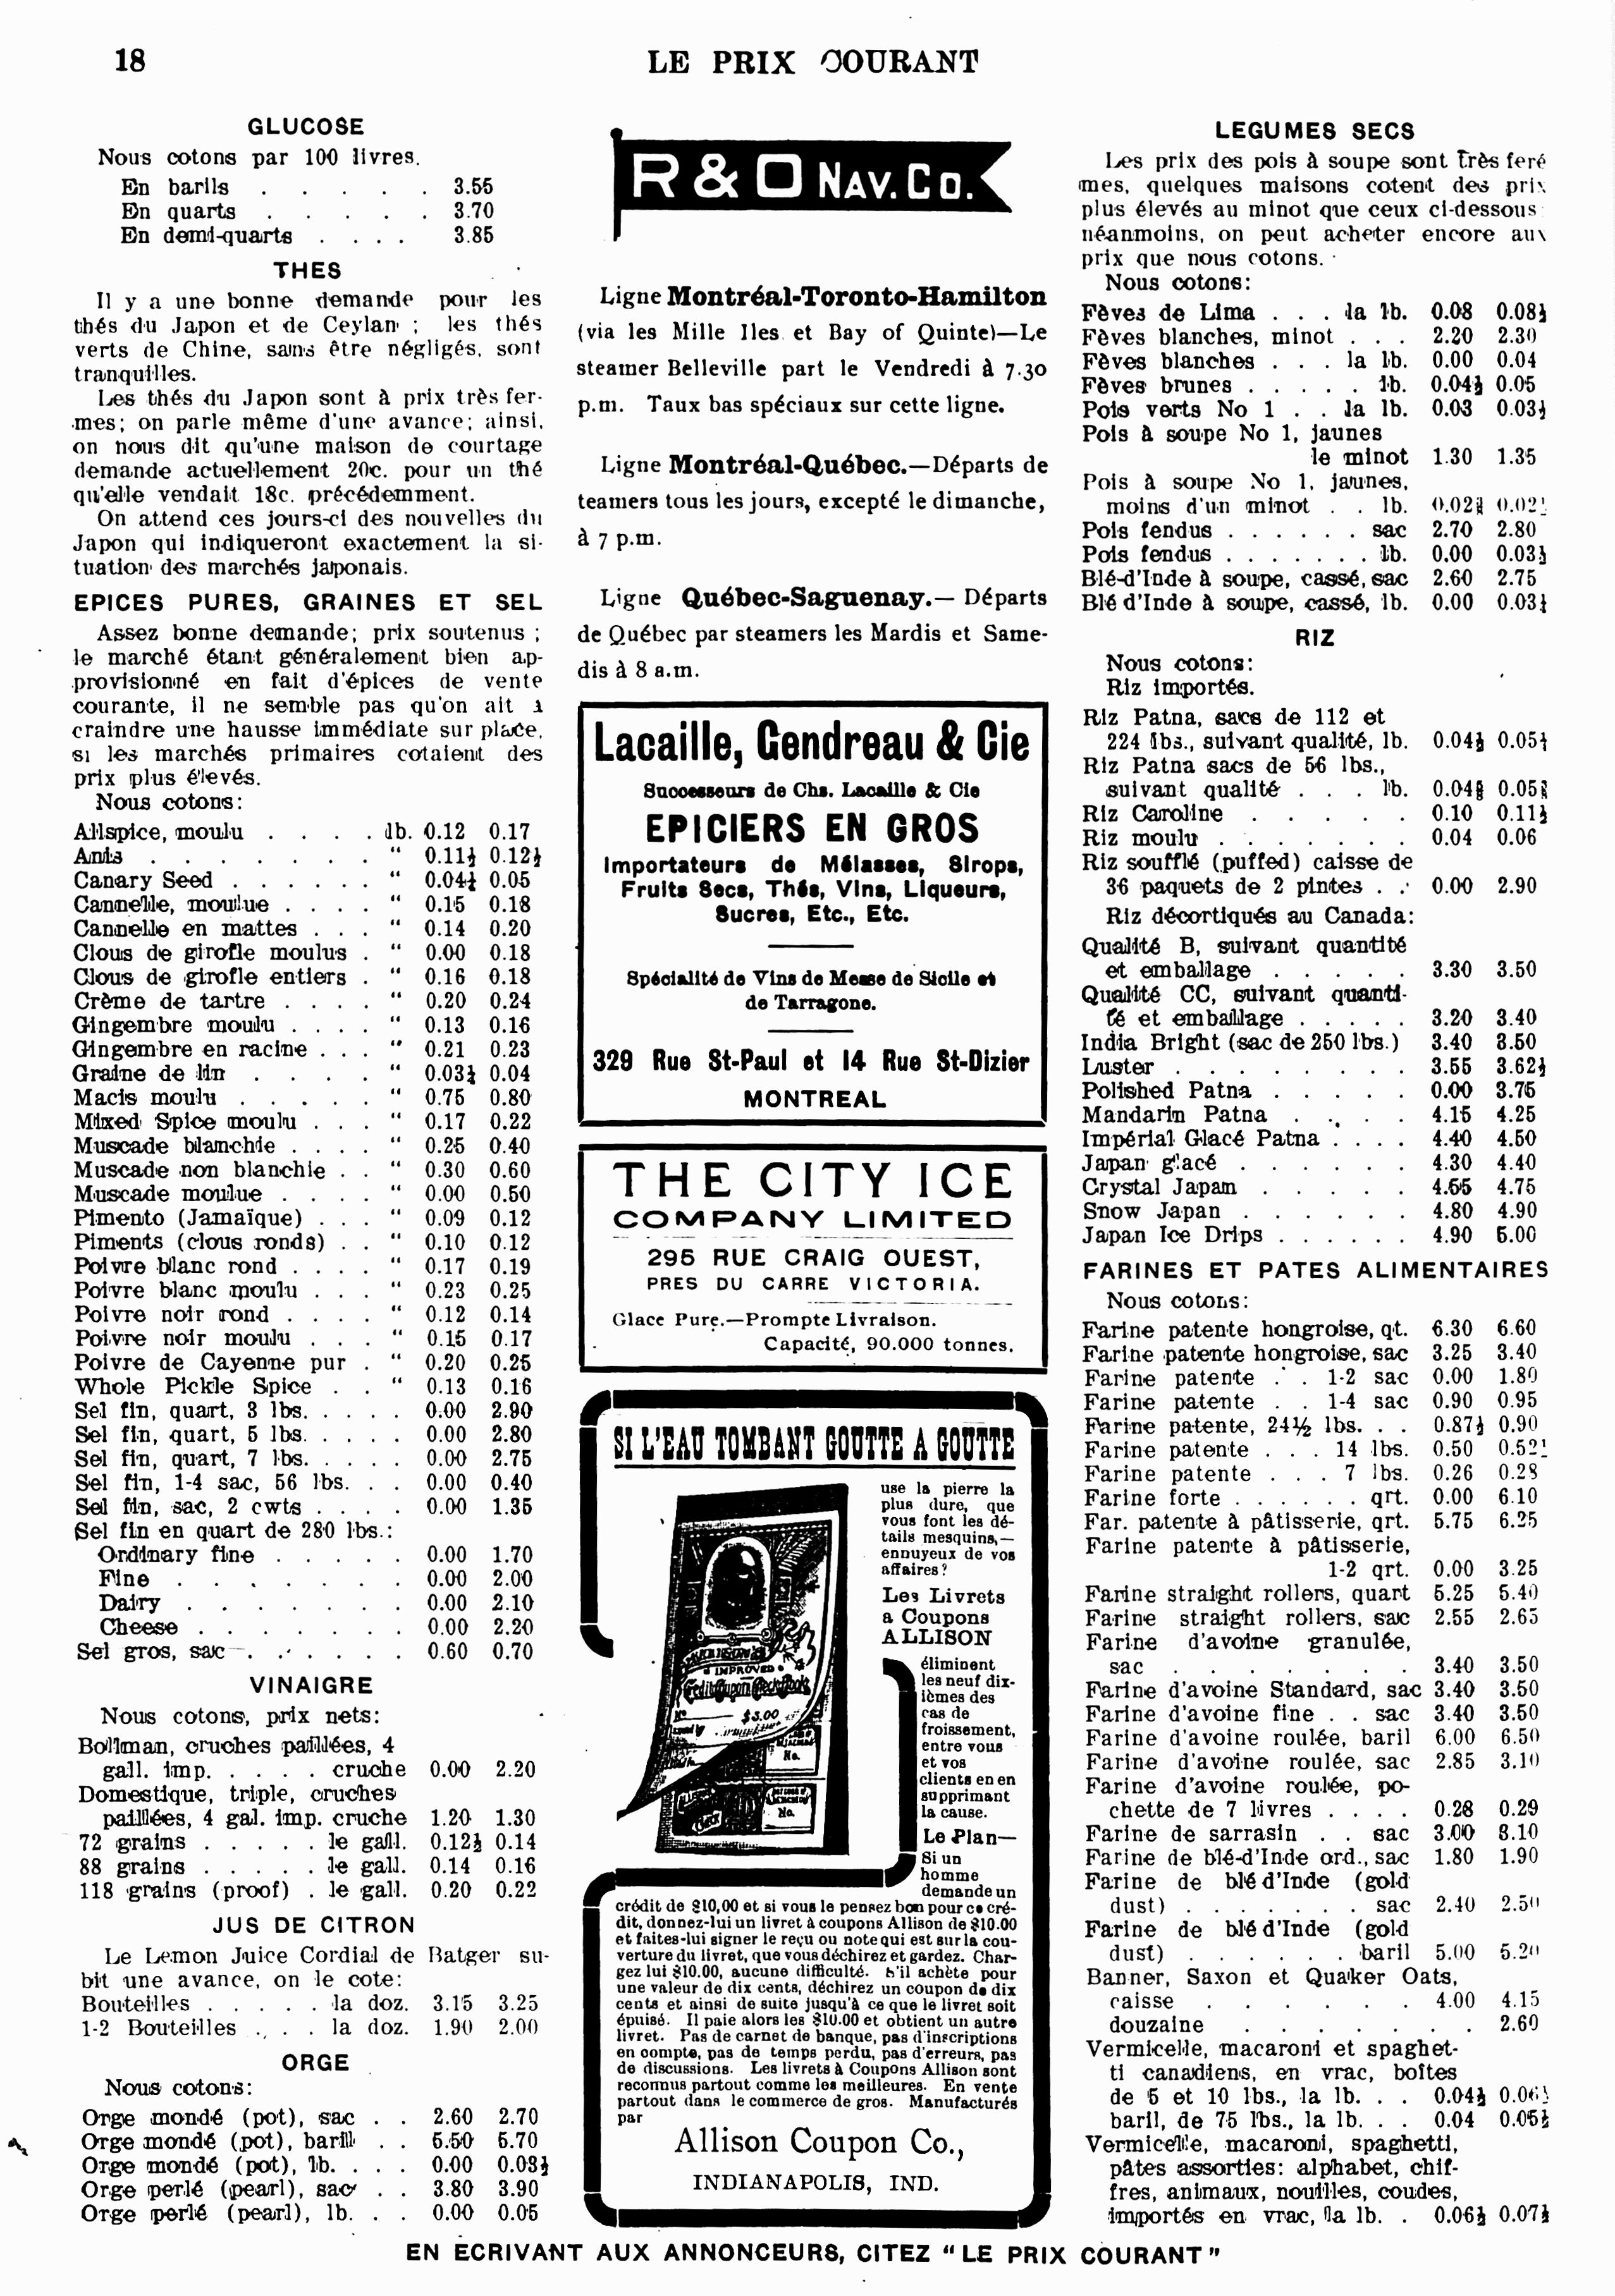 18
LE PRIX COURANT
GLUCOSE
Nous cotons par 100 livres.
En barils . . . . . 3.55
En quarts . . . . . 3.70
En demi-quarts . . . . 3.85
THES
Il y a une bonne demande pour les
thés du Japon et de Ceylan ; les thés
verts de Chine, sans être négligés, sont
tranquilles.
Les thés du Japon sont à prix très fer-
mes; on parle même d'une avance; ainsi,
on nous dit qu'une maison de courtage
demande actuellement 20c. pour un thé
qu'elle vendait 18c. précédemment.
On attend ces jours-ci des nouvelles du
Japon qui indiqueront exactement la si-
tuation des marchés japonais.
EPICES PURES, GRAINES ET SEL
Assez bonne demande; prix soutenus ;
le marché étant généralement bien ap-
provisionné en fait d'épices de vente
courante, il ne semble pas qu'on ait à
craindre une hausse immédiate sur place,
si les marchés primaires cotaient des
prix plus élevés.
Nous cotons:
Allspice, moulu . . . . lb. 0.12 0.17
Anis . . . . . . . " 0.11½ 0.12½
Canary Seed . . . . . . " 0.04½ 0.05
Cannelle, moulue . . . . " 0.15 0.18
Cannelle en mattes . . . " 0.14 0.20
Clous de girofle moulus . " 0.00 0.18
Clous de girofle entiers . " 0.16 0.18
Crème de tartre . . . . " 0.20 0.24
Gingembre moulu . . . . " 0.13 0.16
Gingembre en racine . . . " 0.21 0.23
Graine de lin . . . . " 0.03½ 0.04
Macis moulu . . . . . " 0.75 0.80
Mixed Spice moulu . . . " 0.17 0.22
Muscade blanchie . . . . " 0.25 0.40
Muscade non blanchie . . " 0.30 0.60
Muscade moulue . . . . " 0.00 0.50
Pimento (Jamaïque) . . . " 0.09 0.12
Piments (clous ronds) . . " 0.10 0.12
Poivre blanc rond . . . . " 0.17 0.19
Poivre blanc moulu . . . " 0.23 0.25
Poivre noir rond . . . . " 0.12 0.14
Poivre noir moulu . . . " 0.15 0.17
Poivre de Cayenne pur . " 0.20 0.25
Whole Pickle Spice . . " 0.13 0.16
Sel fin, quart, 3 lbs. . . . . 0.00 2.90
Sel fin, quart, 5 lbs. . . . . 0.00 2.80
Sel fin, quart, 7 lbs. . . . . 0.00 2.75
Sel fin, 1-4 sac, 56 lbs. . . 0.00 0.40
Sel fin, sac, 2 cwts . . . . 0.00 1.35
Sel fin en quart de 280 lbs.:
Ordinary fine . . . . . 0.00 1.70
Fine . . . . . . . 0.00 2.00
Dairy . . . . . . . 0.00 2.10
Cheese . . . . . . . 0.00 2.20
Sel gros, sac . . . . . . 0.60 0.70
VINAIGRE
Nous cotons, prix nets:
Bollman, cruches paillées, 4
gall. imp. . . . . cruche 0.00 2.20
Domestique, triple, cruches
paillées, 4 gal. imp. cruche 1.20 1.30
72 grains . . . . . le gall. 0.12½ 0.14
88 grains . . . . . le gall. 0.14 0.16
118 grains (proof) . le gall. 0.20 0.22
JUS DE CITRON
Le Lemon Juice Cordial de Batger su-
bit une avance, on le cote:
Bouteilles . . . . . la doz. 3.15 3.25
1-2 Bouteilles . . . la doz. 1.90 2.00
ORGE
Nous cotons:
Orge mondé (pot), sac . . 2.60 2.70
Orge mondé (pot), baril . . 5.50 5.70
Orge mondé (pot), lb. . . . 0.00 0.03½
Orge perlé (pearl), sac . . 3.80 3.90
Orge perlé (pearl), lb. . . 0.00 0.05
R & O NAV. CO.
Ligne Montréal-Toronto-Hamilton
(via les Mille Iles et Bay of Quinte)—Le
steamer Belleville part le Vendredi à 7.30
p.m. Taux bas spéciaux sur cette ligne.
Ligne Montréal-Québec.—Départs de
teamers tous les jours, excepté le dimanche,
à 7 p.m.
Ligne Québec-Saguenay.— Départs
de Québec par steamers les Mardis et Same-
dis à 8 a.m.
Lacaille, Gendreau & Cie
Successeurs de Chs. Lacaille & Cie
EPICIERS EN GROS
Importateurs de Mélasses, Sirops,
Fruits Secs, Thés, Vins, Liqueurs,
Sucres, Etc., Etc.
Spécialité de Vins de Messe de Sicile et
de Tarragone.
329 Rue St-Paul et 14 Rue St-Dizier
MONTREAL
THE CITY ICE
COMPANY LIMITED
295 RUE CRAIG OUEST,
PRES DU CARRE VICTORIA.
Glace Pure.—Prompte Livraison.
Capacité, 90.000 tonnes.
SI L'EAU TOMBANT GOUTTE A GOUTTE
use la pierre la
plus dure, que
vous font les dé-
tails mesquins,—
ennuyeux de vos
affaires?
Les Livrets
a Coupons
ALLISON
éliminent
les neuf dix-
ièmes des
cas de
froissement,
entre vous
et vos
clients en en
supprimant
la cause.
Le Plan—
Si un
homme
demande un
IMPROVED
$5.00
No.
No.
crédit de $10,00 et si vous le pensez bon pour ce cré-
dit, donnez-lui un livret à coupons Allison de $10.00
et faites-lui signer le reçu ou note qui est sur la cou-
verture du livret, que vous déchirez et gardez. Char-
gez lui $10.00, aucune difficulté. S'il achète pour
une valeur de dix cents, déchirez un coupon de dix
cents et ainsi de suite jusqu'à ce que le livret soit
épuisé. Il paie alors les $10.00 et obtient un autre
livret. Pas de carnet de banque, pas d'inscriptions
en compte, pas de temps perdu, pas d'erreurs, pas
de discussions. Les livrets à Coupons Allison sont
reconnus partout comme les meilleures. En vente
partout dans le commerce de gros. Manufacturés
par
Allison Coupon Co.,
INDIANAPOLIS, IND.
LEGUMES SECS
Les prix des pois à soupe sont très feré
mes, quelques maisons cotent des prix
plus élevés au minot que ceux ci-dessous
néanmoins, on peut acheter encore aux
prix que nous cotons.
Nous cotons:
Fèves de Lima . . . la lb. 0.08 0.08½
Fèves blanches, minot . . . 2.20 2.30
Fèves blanches . . . la lb. 0.00 0.04
Fèves brunes . . . . . lb. 0.04½ 0.05
Pois verts No 1 . . la lb. 0.03 0.03½
Pois à soupe No 1, jaunes
le minot 1.30 1.35
Pois à soupe No 1, jaunes,
moins d'un minot . . lb.
Pois fendus . . . . . . sac 2.70 2.80
Pois fendus . . . . . . . lb. 0.00 0.03½
Blé-d'Inde à soupe, cassé, sac 2.60 2.75
Blé d'Inde à soupe, cassé, lb. 0.00 0.03½
RIZ
Nous cotons:
Riz importés.
Riz Patna, sacs de 112 et
224 lbs., suivant qualité, lb. 0.04½ 0.05¼
Riz Patna sacs de 56 lbs.,
suivant qualité . . . lb.
Riz Caroline . . . . . 0.10 0.11½
Riz moulu . . . . . . . 0.04 0.06
Riz soufflé (puffed) caisse de
36 paquets de 2 pintes . . 0.00 2.90
Riz décortiqués au Canada:
Qualité B, suivant quantité
et emballage . . . . . 3.30 3.50
Qualité CC, suivant quanti-
té et emballage . . . . . 3.20 3.40
India Bright (sac de 250 lbs.) 3.40 3.50
Luster . . . . . . . . 3.55 3.62½
Polished Patna . . . . . 0.00 3.75
Mandarin Patna . . . . 4.15 4.25
Impérial Glacé Patna . . . . 4.40 4.50
Japan glacé . . . . . . 4.30 4.40
Crystal Japan . . . . . 4.65 4.75
Snow Japan . . . . . . 4.80 4.90
Japan Ice Drips . . . . . . 4.90 5.00
FARINES ET PATES ALIMENTAIRES
Nous cotons:
Farine patente hongroise, qt. 6.30 6.60
Farine patente hongroise, sac 3.25 3.40
Farine patente . . 1-2 sac 0.00 1.80
Farine patente . . 1-4 sac 0.90 0.95
Farine patente, 24½ lbs. . . 0.87½ 0.90
Farine patente . . . 14 lbs. 0.50 0.52½
Farine patente . . . 7 lbs. 0.26 0.28
Farine forte . . . . . . qrt. 0.00 6.10
Far. patente à pâtisserie, qrt. 5.75 6.25
Farine patente à pâtisserie,
1-2 qrt. 0.00 3.25
Farine straight rollers, quart 5.25 5.40
Farine straight rollers, sac 2.55 2.65
Farine d'avoine granulée,
sac . . . . . . . 3.40 3.50
Farine d'avoine Standard, sac 3.40 3.50
Farine d'avoine fine . . sac 3.40 3.50
Farine d'avoine roulée, baril 6.00 6.50
Farine d'avoine roulée, sac 2.85 3.10
Farine d'avoine roulée, po-
chette de 7 livres . . . . 0.28 0.29
Farine de sarrasin . . sac 3.00 3.10
Farine de blé-d'Inde ord., sac 1.80 1.90
Farine de blé d'Inde (gold
dust) . . . . . . . sac 2.40 2.50
Farine de blé d'Inde (gold
dust) . . . . . . baril 5.00 5.20
Banner, Saxon et Quaker Oats,
caisse . . . . . . 4.00 4.15
douzaine . . . . . . . 2.60
Vermicelle, macaroni et spaghet-
ti canadiens, en vrac, boîtes
de 5 et 10 lbs., la lb. . . 0.04½ 0.06½
baril, de 75 lbs., la lb. . . 0.04 0.05½
Vermicelle, macaroni, spaghetti,
pâtes assorties: alphabet, chif-
fres, animaux, nouilles, coudes,
importés en vrac, la lb. . 0.06½ 0.07½
EN ECRIVANT AUX ANNONCEURS, CITEZ "LE PRIX COURANT"